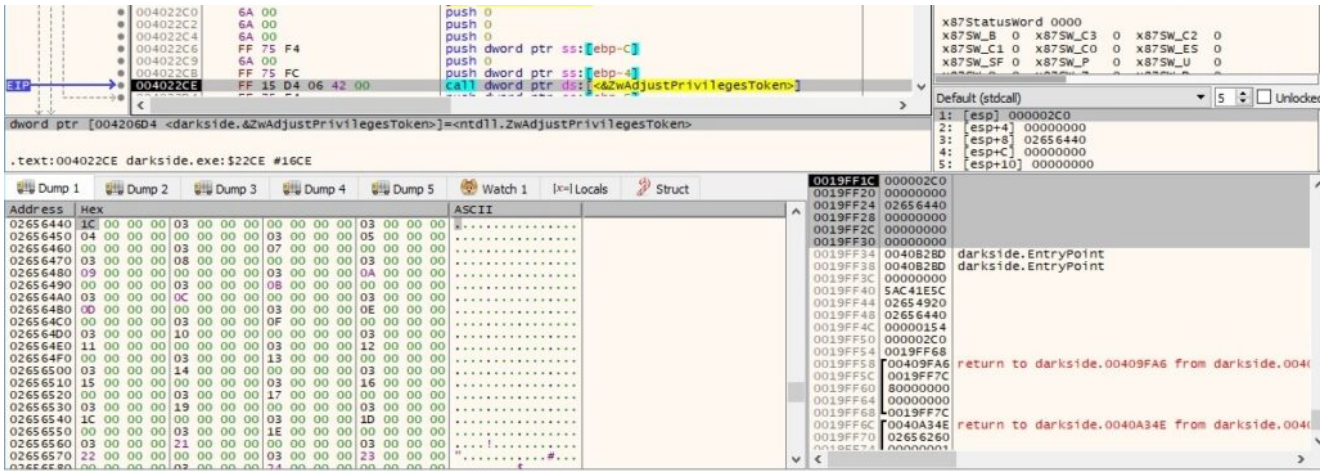 004022C0 6A 00 push 0
004022C2 6A 00 push 0
004022C4 6A 00 push 0
004022C6 FF 75 F4 push dword ptr ss:[ebp-C]
004022C9 6A 00 push 0
004022CB FF 75 FC push dword ptr ss:[ebp-4]
EIP 004022CE FF 15 D4 06 42 00 call dword ptr ds:[<&ZwAdjustPrivilegesToken>]
dword ptr [004206D4 <darkside.&ZwAdjustPrivilegesToken>]=<ntdll.ZwAdjustPrivilegesToken>
.text:004022CE darkside.exe:$22CE #16CE
x87StatusWord 0000
x87SW_B 0 x87SW_C3 0 x87SW_C2 0
x87SW_C1 0 x87SW_C0 0 x87SW_ES 0
x87SW_SF 0 x87SW_P 0 x87SW_U 0
Default (stdcall) 5 Unlocked
1: [esp] 000002C0
2: [esp+4] 00000000
3: [esp+8] 02656440
4: [esp+C] 00000000
5: [esp+10] 00000000
Dump 1 Dump 2 Dump 3 Dump 4 Dump 5 Watch 1 [x=] Locals Struct
Address Hex ASCII
02656440 1C 00 00 00 03 00 00 00 00 00 00 00 03 00 00 00 ................
02656450 04 00 00 00 00 00 00 00 03 00 00 00 05 00 00 00 ................
02656460 00 00 00 00 03 00 00 00 07 00 00 00 00 00 00 00 ................
02656470 03 00 00 00 08 00 00 00 00 00 00 00 03 00 00 00 ................
02656480 09 00 00 00 00 00 00 00 03 00 00 00 0A 00 00 00 ................
02656490 00 00 00 00 03 00 00 00 0B 00 00 00 00 00 00 00 ................
026564A0 03 00 00 00 0C 00 00 00 00 00 00 00 03 00 00 00 ................
026564B0 0D 00 00 00 00 00 00 00 03 00 00 00 0E 00 00 00 ................
026564C0 00 00 00 00 03 00 00 00 0F 00 00 00 00 00 00 00 ................
026564D0 03 00 00 00 10 00 00 00 00 00 00 00 03 00 00 00 ................
026564E0 11 00 00 00 00 00 00 00 03 00 00 00 12 00 00 00 ................
026564F0 00 00 00 00 03 00 00 00 13 00 00 00 00 00 00 00 ................
02656500 03 00 00 00 14 00 00 00 00 00 00 00 03 00 00 00 ................
02656510 15 00 00 00 00 00 00 00 03 00 00 00 16 00 00 00 ................
02656520 00 00 00 00 03 00 00 00 17 00 00 00 00 00 00 00 ................
02656530 03 00 00 00 19 00 00 00 00 00 00 00 03 00 00 00 ................
02656540 1C 00 00 00 00 00 00 00 03 00 00 00 1D 00 00 00 ................
02656550 00 00 00 00 03 00 00 00 1E 00 00 00 00 00 00 00 ................
02656560 03 00 00 00 21 00 00 00 00 00 00 00 03 00 00 00 ....!...........
02656570 22 00 00 00 00 00 00 00 03 00 00 00 23 00 00 00 "...........#...
0019FF1C 000002C0
0019FF20 00000000
0019FF24 02656440
0019FF28 00000000
0019FF2C 00000000
0019FF30 00000000
0019FF34 0040B2BD darkside.EntryPoint
0019FF38 0040B2BD darkside.EntryPoint
0019FF3C 00000000
0019FF40 5AC41E5C
0019FF44 02654920
0019FF48 02656440
0019FF4C 00000154
0019FF50 000002C0
0019FF54 0019FF68
0019FF58 00409FA6 return to darkside.00409FA6 from darkside.0040
0019FF5C 0019FF7C
0019FF60 80000000
0019FF64 00000000
0019FF68 0019FF7C
0019FF6C 0040A34E return to darkside.0040A34E from darkside.0040
0019FF70 02656260